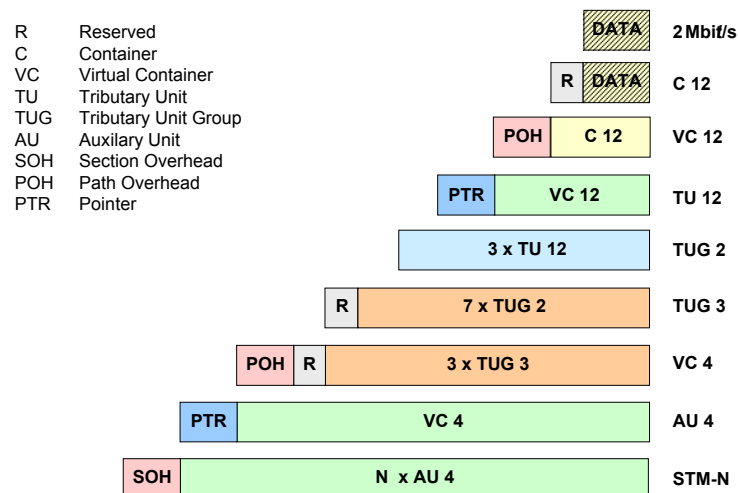 R Reserved
C Container
VC Virtual Container
TU Tributary Unit
TUG Tributary Unit Group
AU Auxilary Unit
SOH Section Overhead
POH Path Overhead
PTR Pointer
DATA 2 Mbif/s
R DATA C 12
POH C 12 VC 12
PTR VC 12 TU 12
3 x TU 12 TUG 2
R 7 x TUG 2 TUG 3
POH R 3 x TUG 3 VC 4
PTR VC 4 AU 4
SOH N x AU 4 STM-N